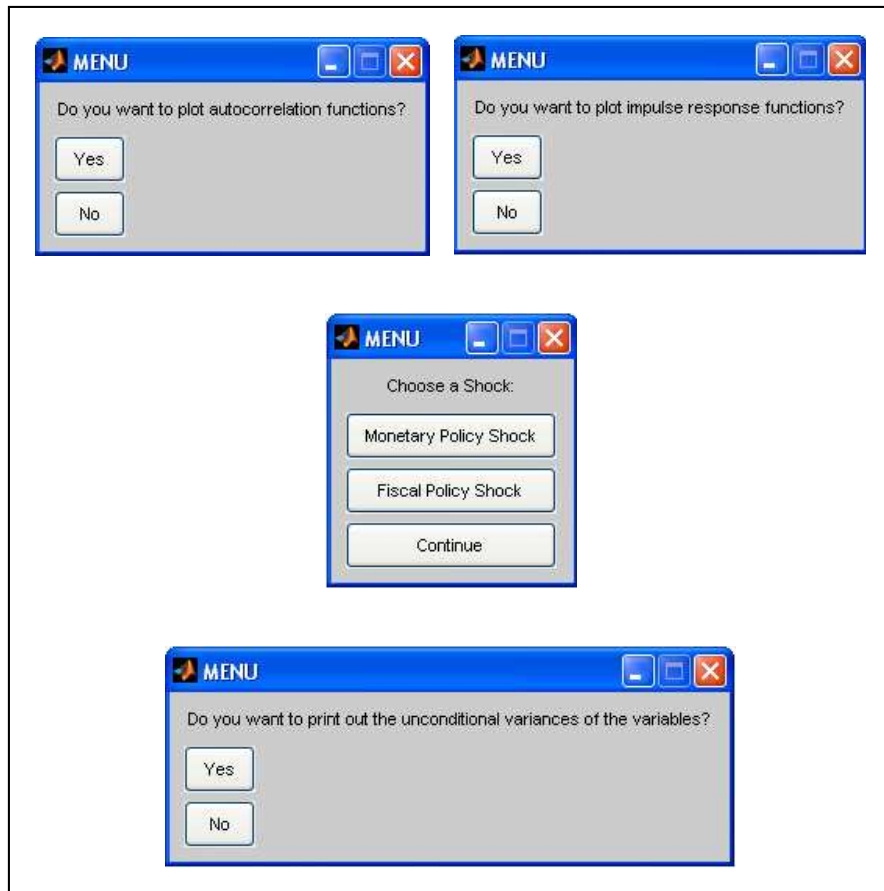 MENU
Do you want to plot autocorrelation functions?
Yes
No
MENU
Do you want to plot impulse response functions?
Yes
No
MENU
Choose a Shock:
Monetary Policy Shock
Fiscal Policy Shock
Continue
MENU
Do you want to print out the unconditional variances of the variables?
Yes
No